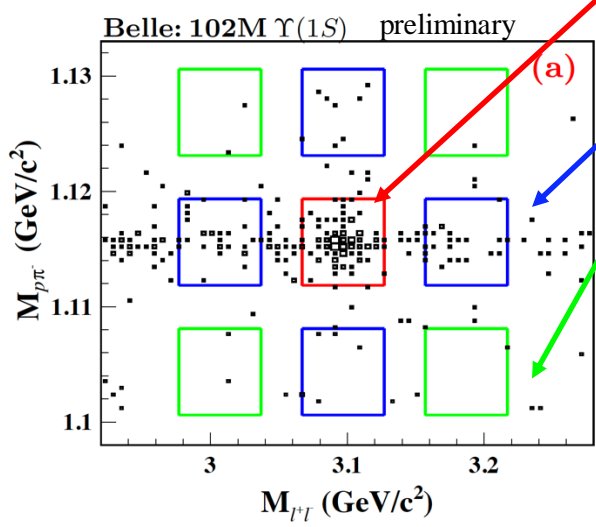 Belle: 102M ϒ(1S) preliminary
(a)
1.13
1.12
1.11
1.1
M_{pπ^-} (GeV/c²)
3 3.1 3.2
M_{l^+l^-} (GeV/c²)